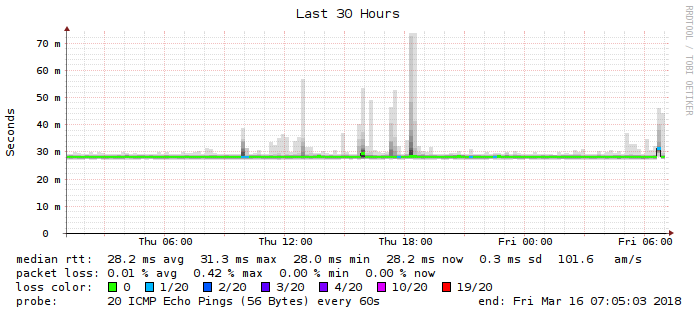 Last 30 Hours
RRDTOOL / TOBI OETIKER
Seconds
70 m
60 m
50 m
40 m
30 m
20 m
10 m
0
Thu 06:00 Thu 12:00 Thu 18:00 Fri 00:00 Fri 06:00
median rtt: 28.2 ms avg 31.3 ms max 28.0 ms min 28.2 ms now 0.3 ms sd 101.6 am/s
packet loss: 0.01 % avg 0.42 % max 0.00 % min 0.00 % now
loss color: 0 1/20 2/20 3/20 4/20 10/20 19/20
probe: 20 ICMP Echo Pings (56 Bytes) every 60s end: Fri Mar 16 07:05:03 2018